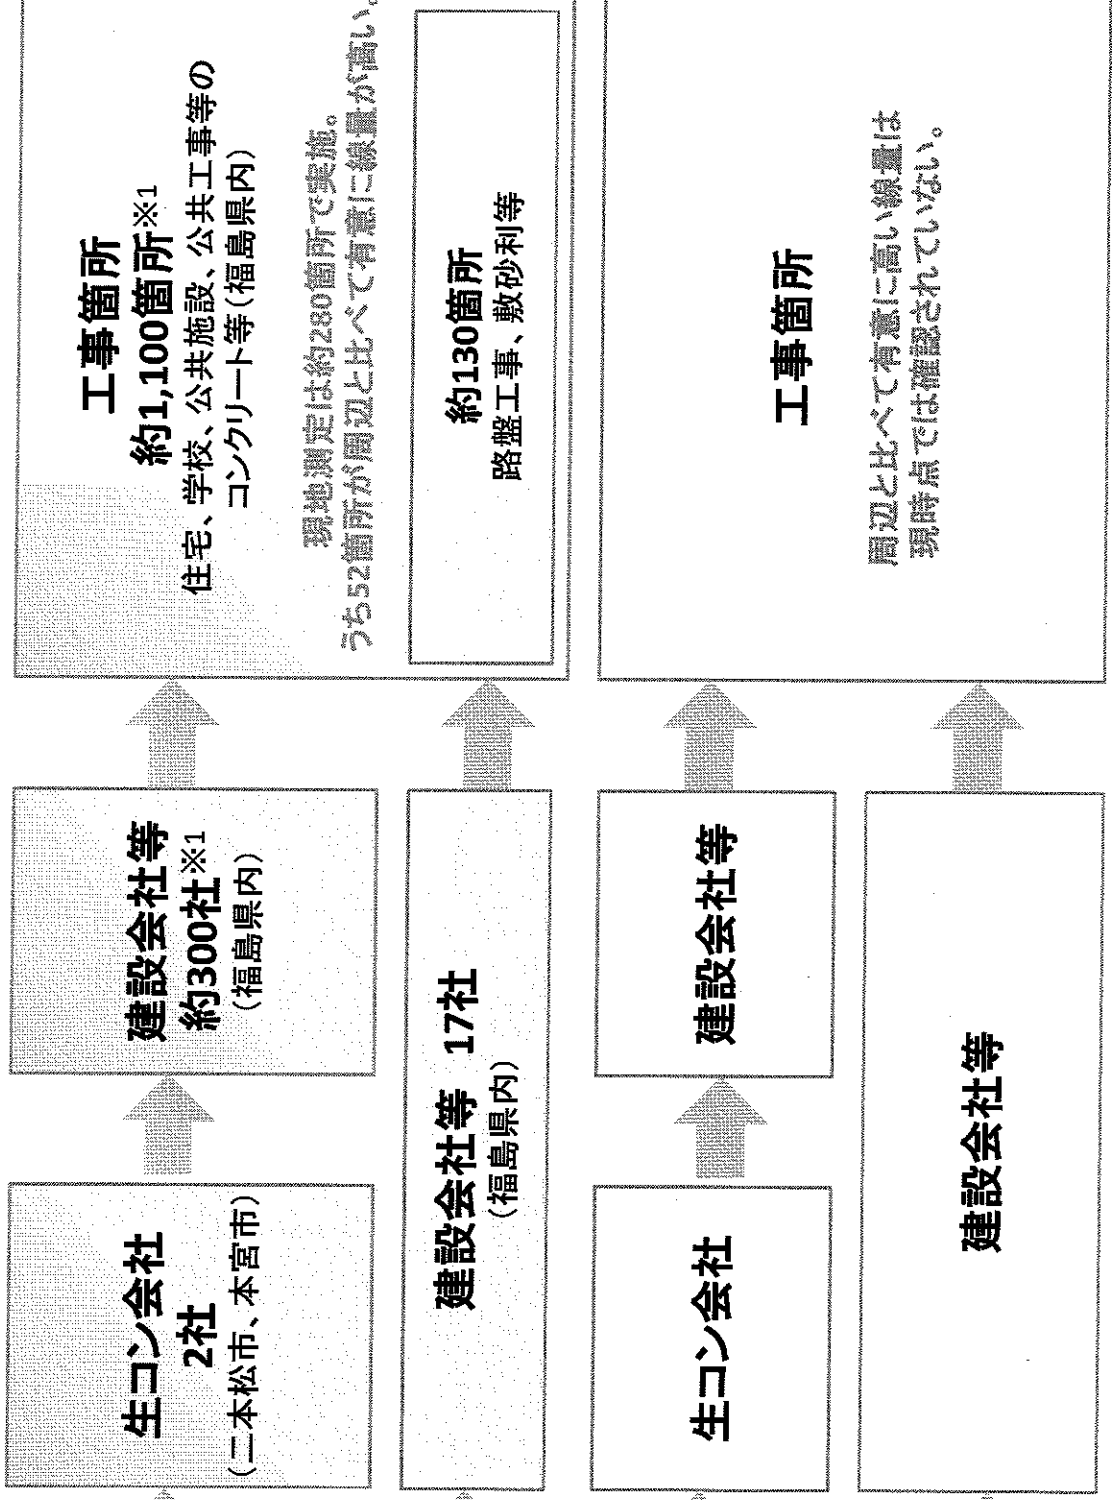 生コン会社
2社
(二本松市、本宮市)
建設会社等
約300社※1
(福島県内)
工事箇所
約1,100箇所※1
住宅、学校、公共施設、公共工事等の
コンクリート等(福島県内)
現地測定は約280箇所で実施。
うち52箇所が周辺と比べて有意に線量が高い。
建設会社等 17社
(福島県内)
約130箇所
路盤工事、敷砂利等
生コン会社
建設会社等
工事箇所
周辺と比べて有意に高い線量は
現時点では確認されていない。
建設会社等